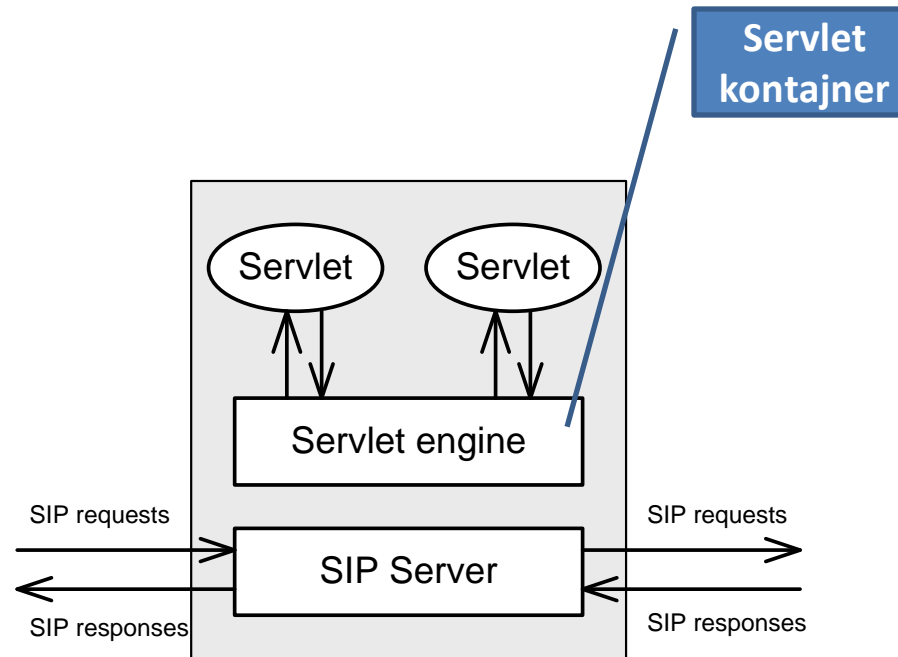 Servlet
kontajner
Servlet
Servlet
Servlet engine
SIP requests
SIP requests
SIP Server
SIP responses
SIP responses